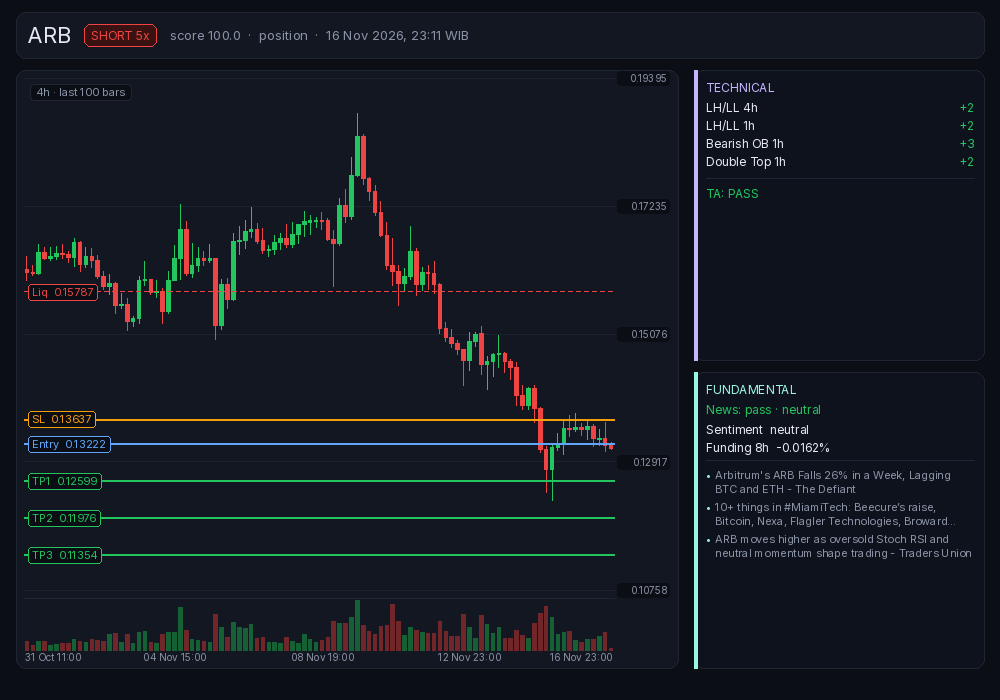 ARB SHORT 5x score 100.0 · position · 16 Nov 2026, 23:11 WIB
4h · last 100 bars
0.19395
0.17235
Liq 0.15787
0.15076
SL 0.13637
Entry 0.13222
0.12917
TP1 0.12599
TP2 0.11976
TP3 0.11354
0.10758
31 Oct 11:00 04 Nov 15:00 08 Nov 19:00 12 Nov 23:00 16 Nov 23:00
TECHNICAL
LH/LL 4h +2
LH/LL 1h +2
Bearish OB 1h +3
Double Top 1h +2
TA: PASS
FUNDAMENTAL
News: pass · neutral
Sentiment neutral
Funding 8h -0.0162%
• Arbitrum's ARB Falls 26% in a Week, Lagging
BTC and ETH - The Defiant
• 10+ things in #MiamiTech: Beecure's raise,
Bitcoin, Nexa, Flagler Technologies, Broward…
• ARB moves higher as oversold Stoch RSI and
neutral momentum shape trading - Traders Union